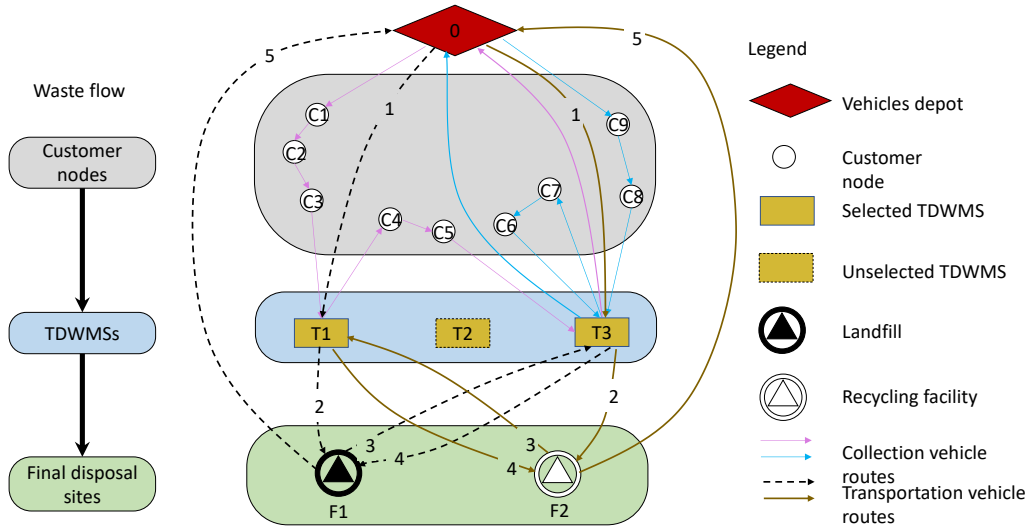 Waste flow
Customer
nodes
TDWMSs
Final disposal
sites
0
5
5
1
1
C1
C2
C3
C4
C5
C6
C7
C8
C9
T1
T2
T3
2
2
3
4
3
4
F1
F2
Legend
Vehicles depot
Customer
node
Selected TDWMS
Unselected TDWMS
Landfill
Recycling facility
Collection vehicle
routes
Transportation vehicle
routes